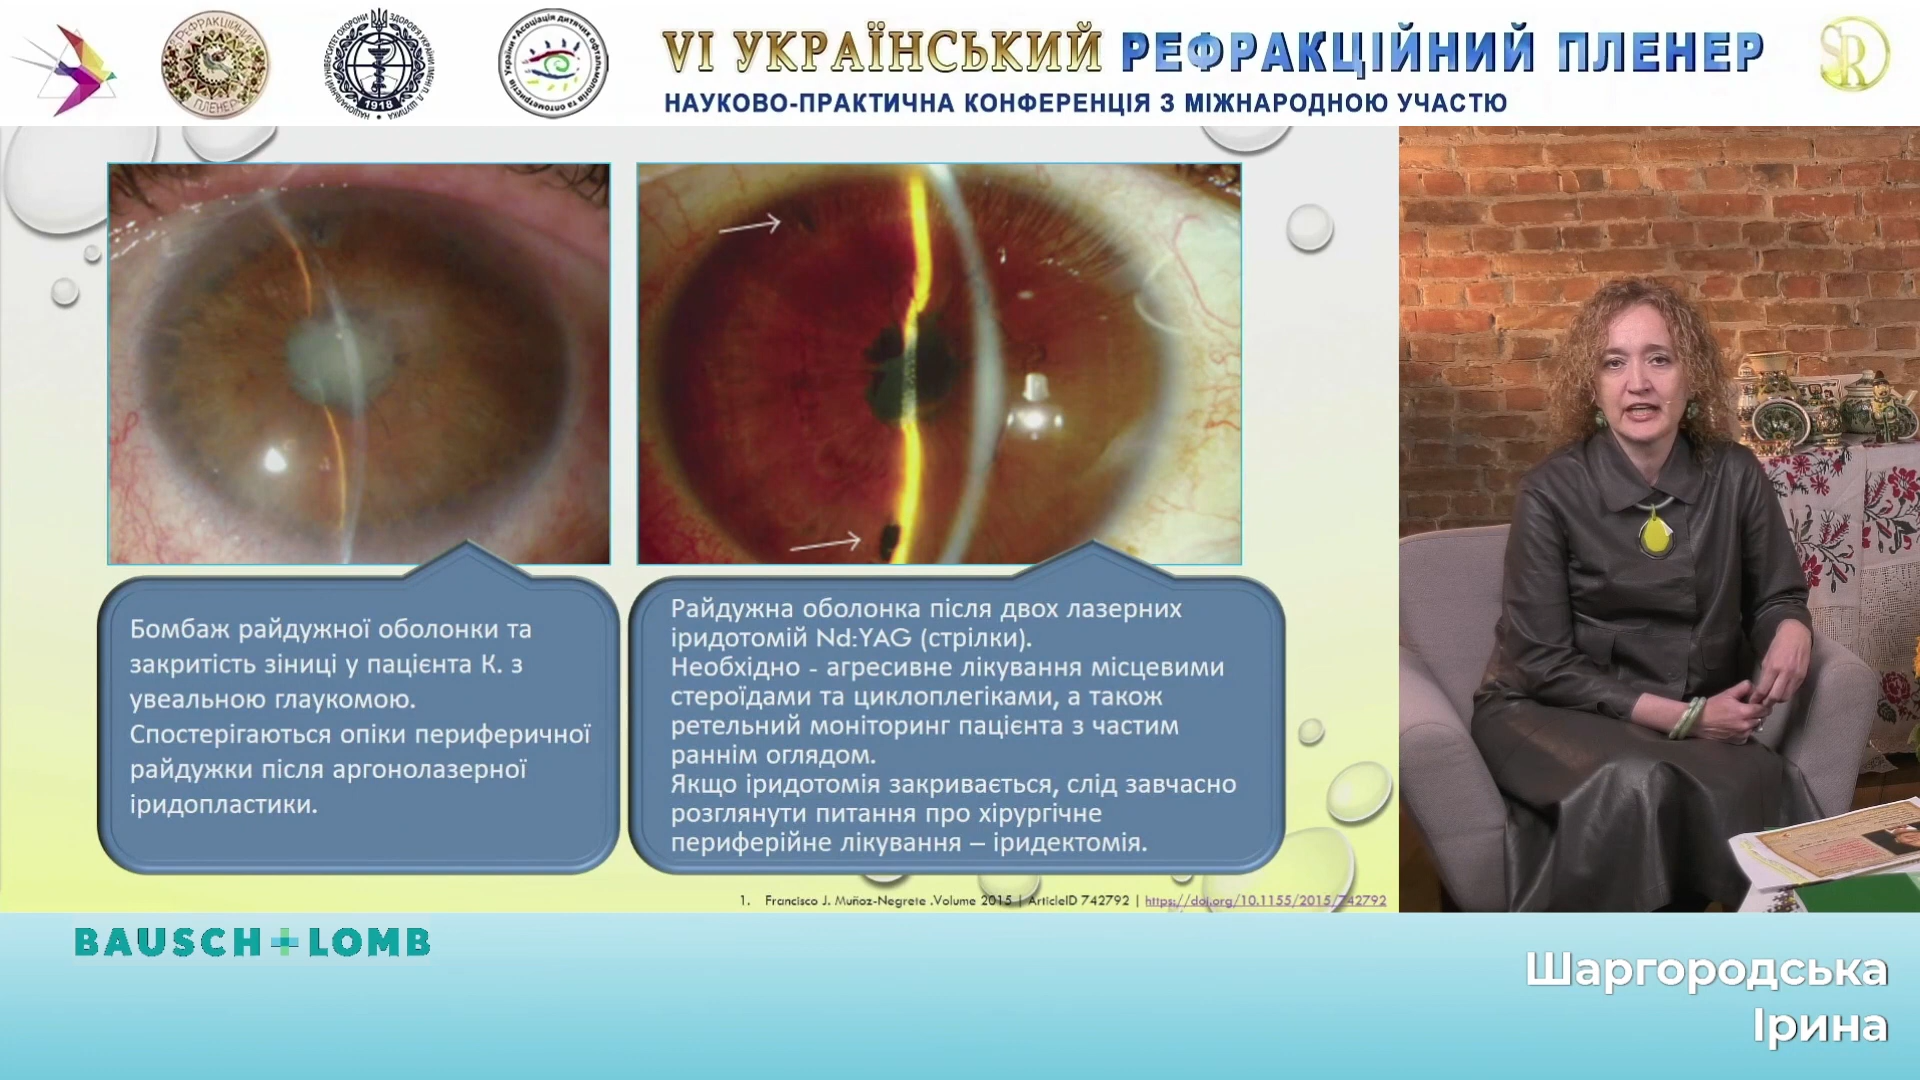 VI УКРАЇНСЬКИЙ РЕФРАКЦІЙНИЙ ПЛЕНЕР
НАУКОВО-ПРАКТИЧНА КОНФЕРЕНЦІЯ З МІЖНАРОДНОЮ УЧАСТЮ
РЕФРАКЦІЙНИЙ
ПЛЕНЕР
1918
SR
Бомбаж райдужної оболонки та
закритість зіниці у пацієнта К. з
увеальною глаукомою.
Спостерігаються опіки периферичної
райдужки після аргонолазерної
іридопластики.
Райдужна оболонка після двох лазерних
іридотомій Nd:YAG (стрілки).
Необхідно - агресивне лікування місцевими
стероїдами та циклоплегіками, а також
ретельний моніторинг пацієнта з частим
раннім оглядом.
Якщо іридотомія закривається, слід завчасно
розглянути питання про хірургічне
периферійне лікування – іридектомія.
1. Francisco J. Muñoz-Negrete .Volume 2015 | ArticleID 742792 | https://doi.org/10.1155/2015/742792
BAUSCH + LOMB
Шаргородська
Ірина